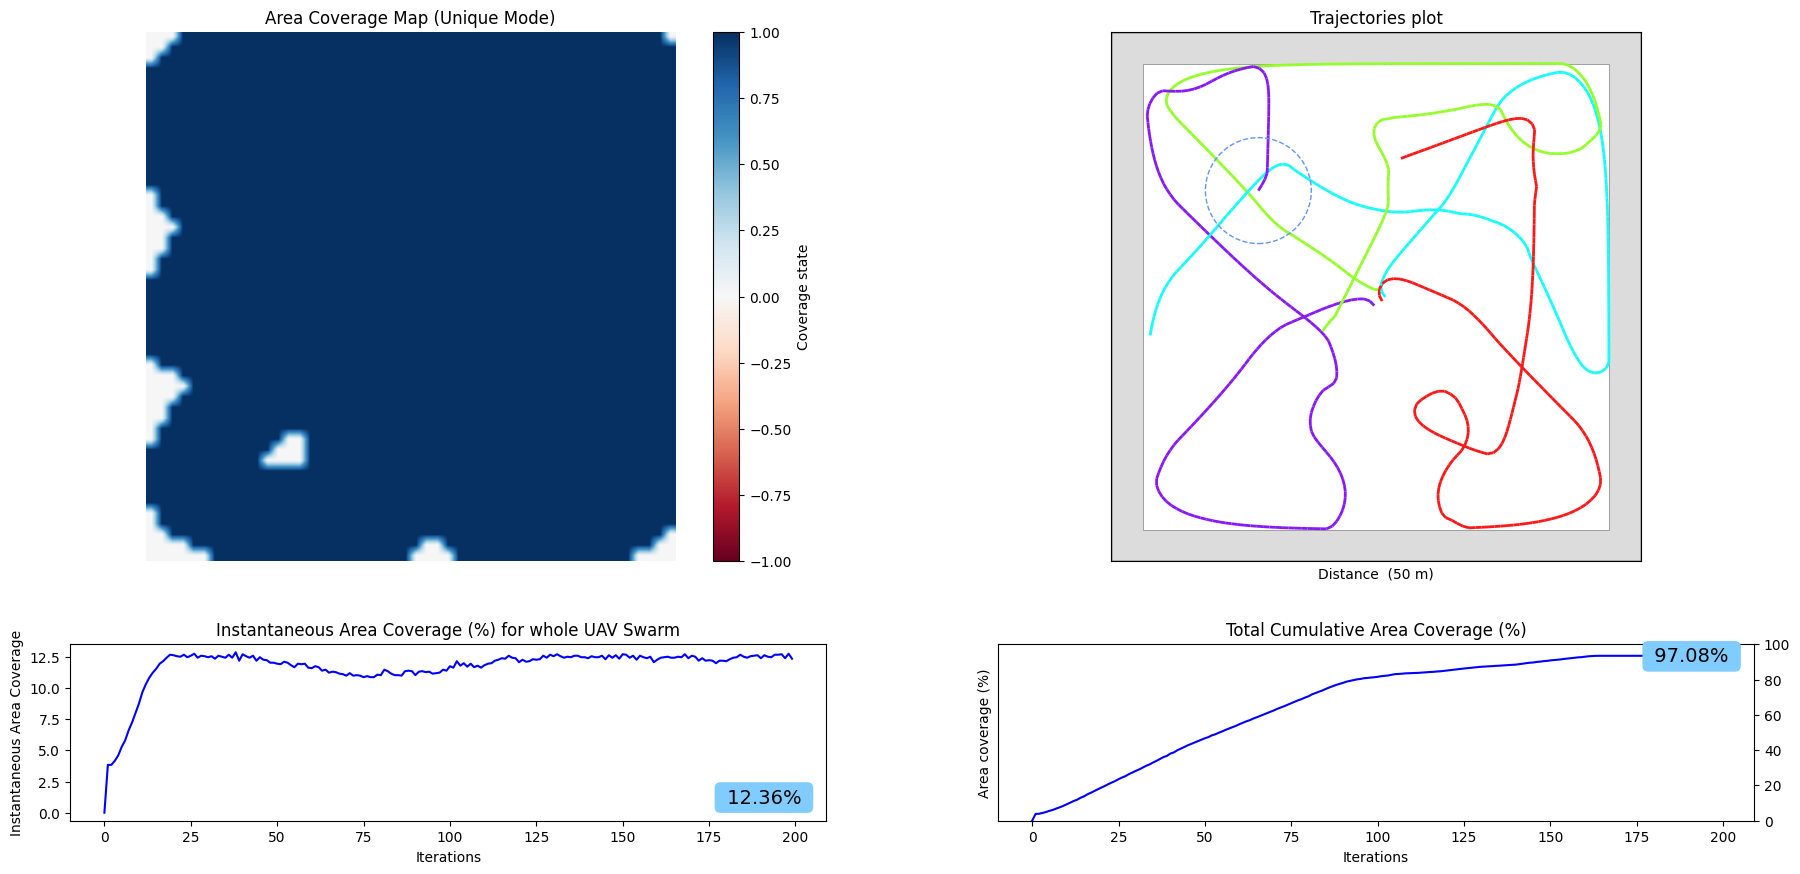 Area Coverage Map (Unique Mode)
1.00
0.75
0.50
0.25
0.00
−0.25
−0.50
−0.75
−1.00
Coverage state
Trajectories plot
Distance  (50 m)
Instantaneous Area Coverage (%) for whole UAV Swarm
Instantaneous Area Coverage
12.5
10.0
7.5
5.0
2.5
0.0
12.36%
0 25 50 75 100 125 150 175 200
Iterations
Total Cumulative Area Coverage (%)
Area coverage (%)
97.08%
100
80
60
40
20
0
0 25 50 75 100 125 150 175 200
Iterations